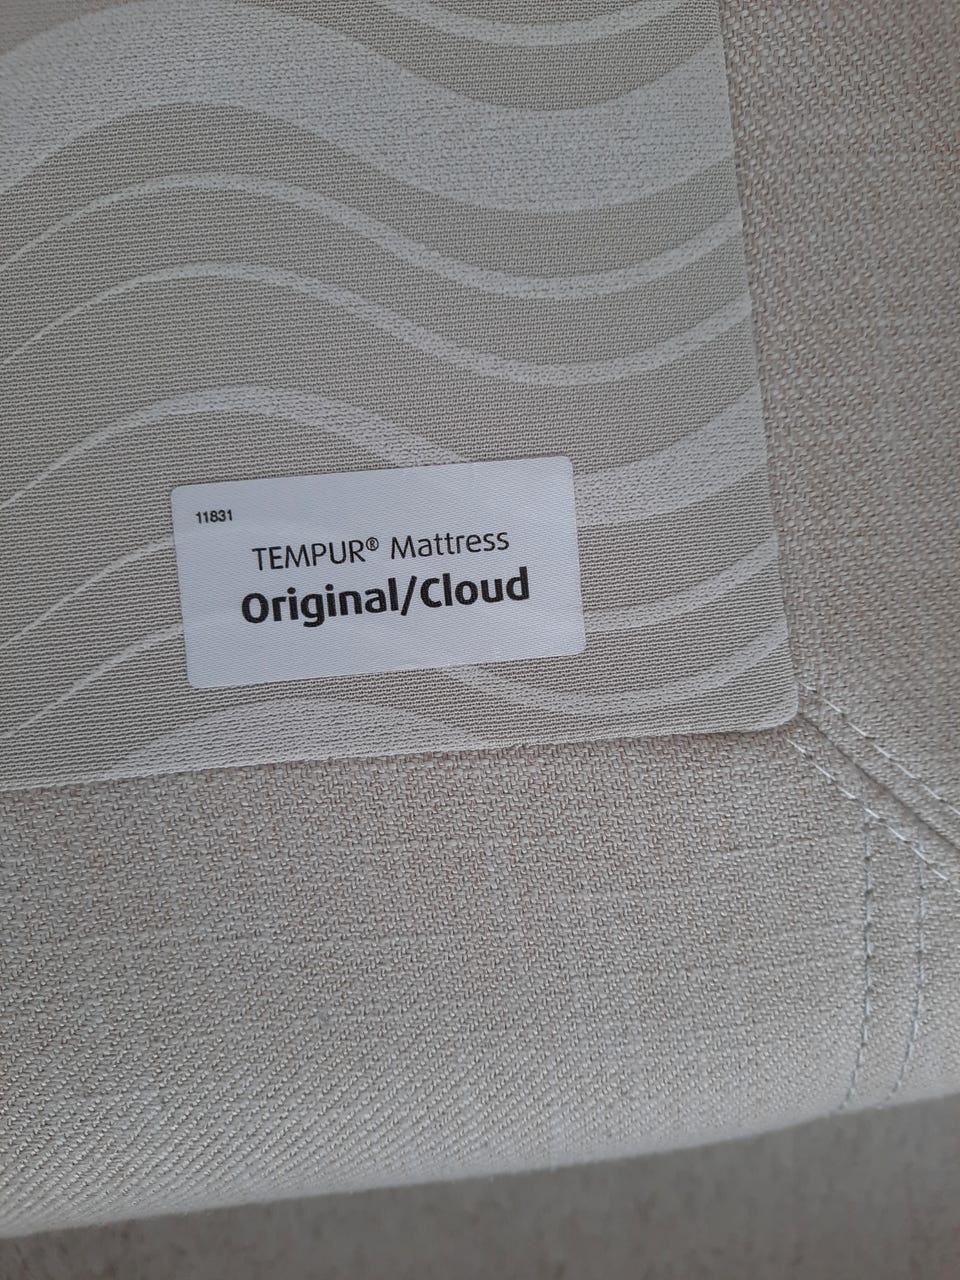 11831
TEMPUR® Mattress
Original/Cloud